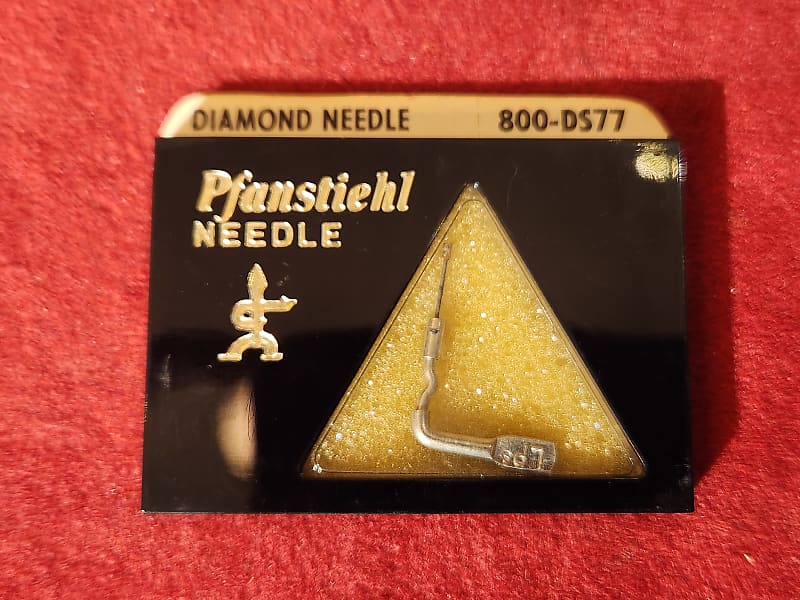 DIAMOND NEEDLE 800-DS77
Pfanstiehl
NEEDLE